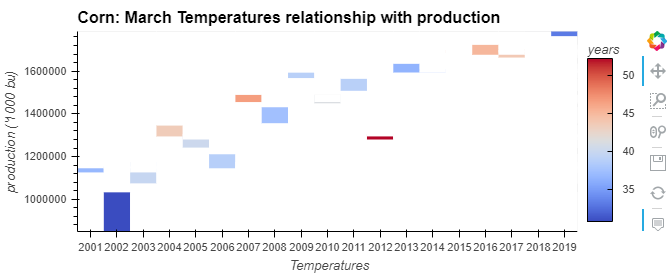 Corn: March Temperatures relationship with production
years
1600000
1400000
1200000
1000000
production ('1000 bu)
50
45
40
35
2001 2002 2003 2004 2005 2006 2007 2008 2009 2010 2011 2012 2013 2014 2015 2016 2017 2018 2019
Temperatures